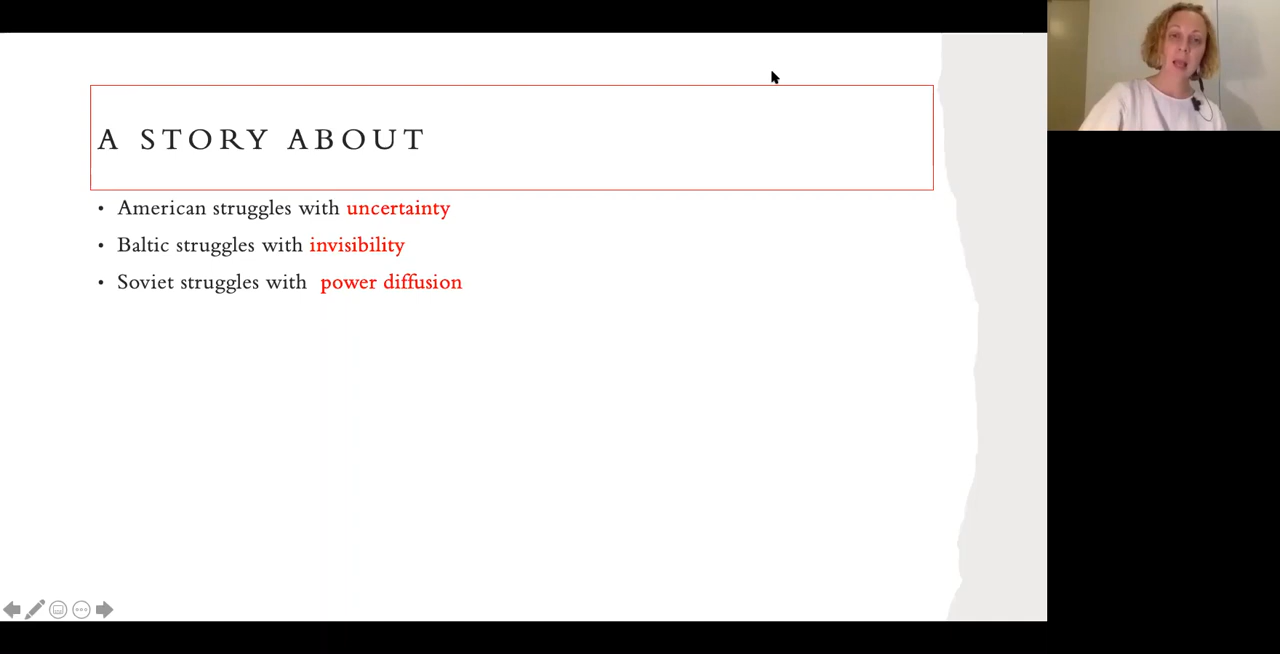 A STORY ABOUT
• American struggles with uncertainty
• Baltic struggles with invisibility
• Soviet struggles with power diffusion